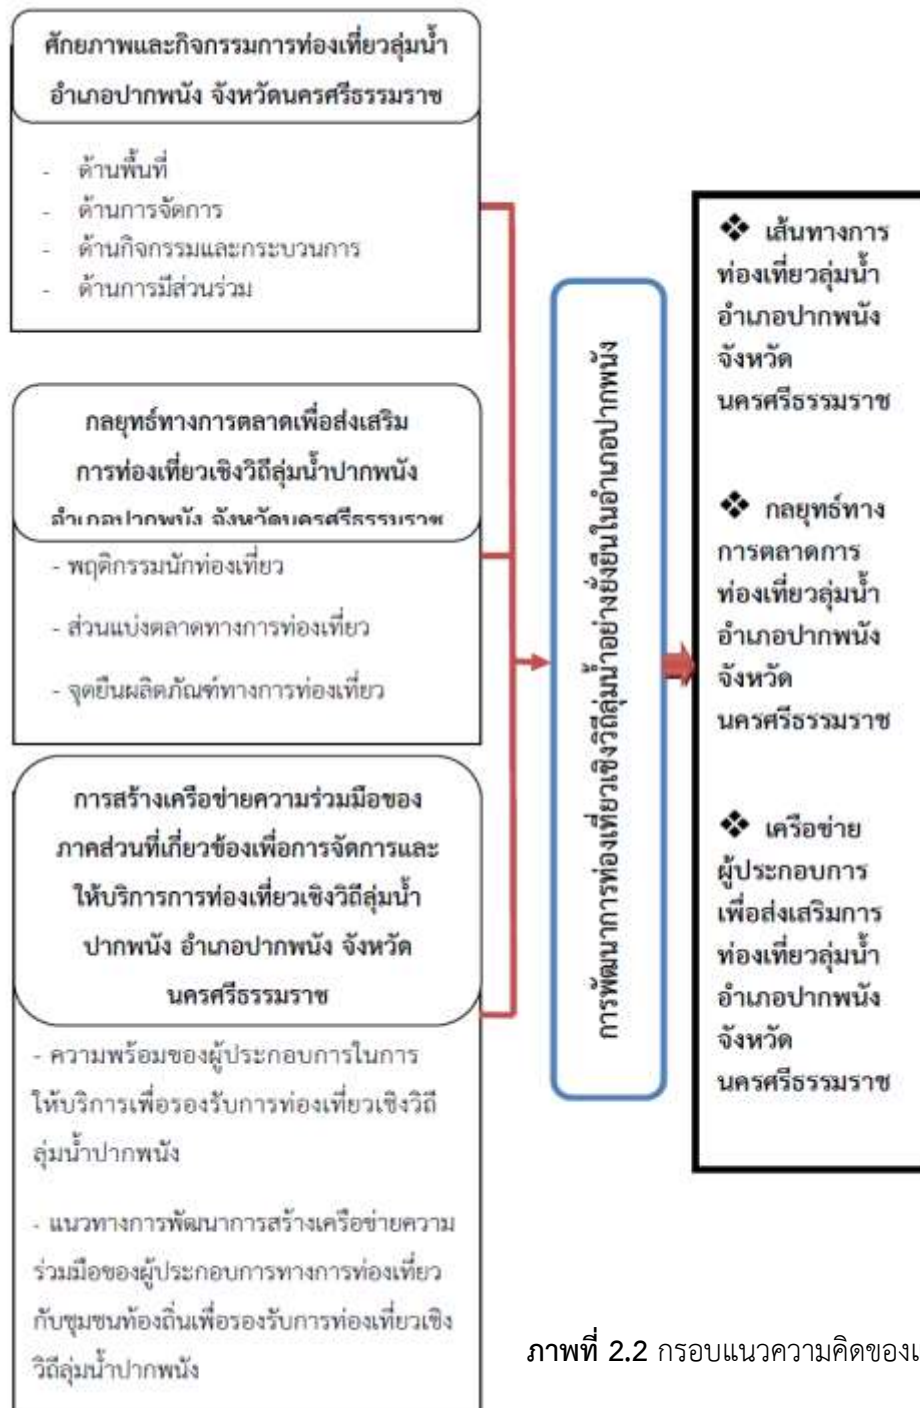 ศักยภาพและกิจกรรมการท่องเที่ยวลุ่มน้ำ
อำเภอปากพนัง จังหวัดนครศรีธรรมราช
- ด้านพื้นที่
- ด้านการจัดการ
- ด้านกิจกรรมและกระบวนการ
- ด้านการมีส่วนร่วม
กลยุทธ์ทางการตลาดเพื่อส่งเสริม
การท่องเที่ยวเชิงวิถีลุ่มน้ำปากพนัง
อำเภอปากพนัง จังหวัดนครศรีธรรมราช
- พฤติกรรมนักท่องเที่ยว
- ส่วนแบ่งตลาดทางการท่องเที่ยว
- จุดยืนผลิตภัณฑ์ทางการท่องเที่ยว
การสร้างเครือข่ายความร่วมมือของ
ภาคส่วนที่เกี่ยวข้องเพื่อการจัดการและ
ให้บริการการท่องเที่ยวเชิงวิถีลุ่มน้ำ
ปากพนัง อำเภอปากพนัง จังหวัด
นครศรีธรรมราช
- ความพร้อมของผู้ประกอบการในการ
ให้บริการเพื่อรองรับการท่องเที่ยวเชิงวิถี
ลุ่มน้ำปากพนัง
- แนวทางการพัฒนาการสร้างเครือข่ายความ
ร่วมมือของผู้ประกอบการทางการท่องเที่ยว
กับชุมชนท้องถิ่นเพื่อรองรับการท่องเที่ยวเชิง
วิถีลุ่มน้ำปากพนัง
การพัฒนาการท่องเที่ยวเชิงวิถีลุ่มน้ำอย่างยั่งยืนในอำเภอปากพนัง
❖ เส้นทางการ
ท่องเที่ยวลุ่มน้ำ
อำเภอปากพนัง
จังหวัด
นครศรีธรรมราช
❖ กลยุทธ์ทาง
การตลาดการ
ท่องเที่ยวลุ่มน้ำ
อำเภอปากพนัง
จังหวัด
นครศรีธรรมราช
❖ เครือข่าย
ผู้ประกอบการ
เพื่อส่งเสริมการ
ท่องเที่ยวลุ่มน้ำ
อำเภอปากพนัง
จังหวัด
นครศรีธรรมราช
ภาพที่ 2.2 กรอบแนวความคิดของ